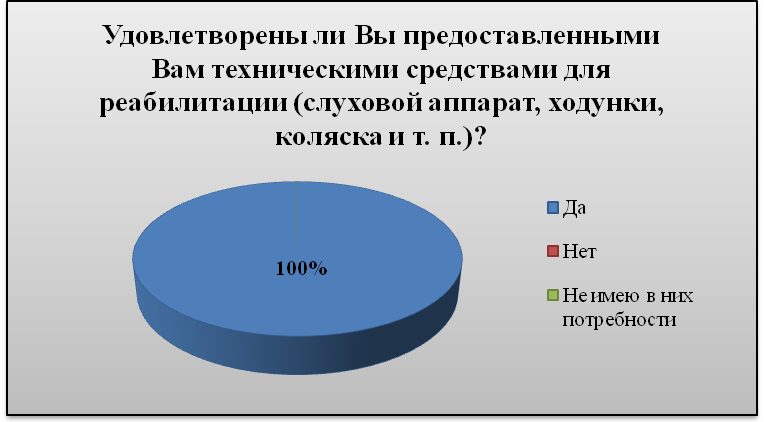 Удовлетворены ли Вы предоставленными
Вам техническими средствами для
реабилитации (слуховой аппарат, ходунки,
коляска и т. п.)?
100%
Да
Нет
Не имею в них
потребности